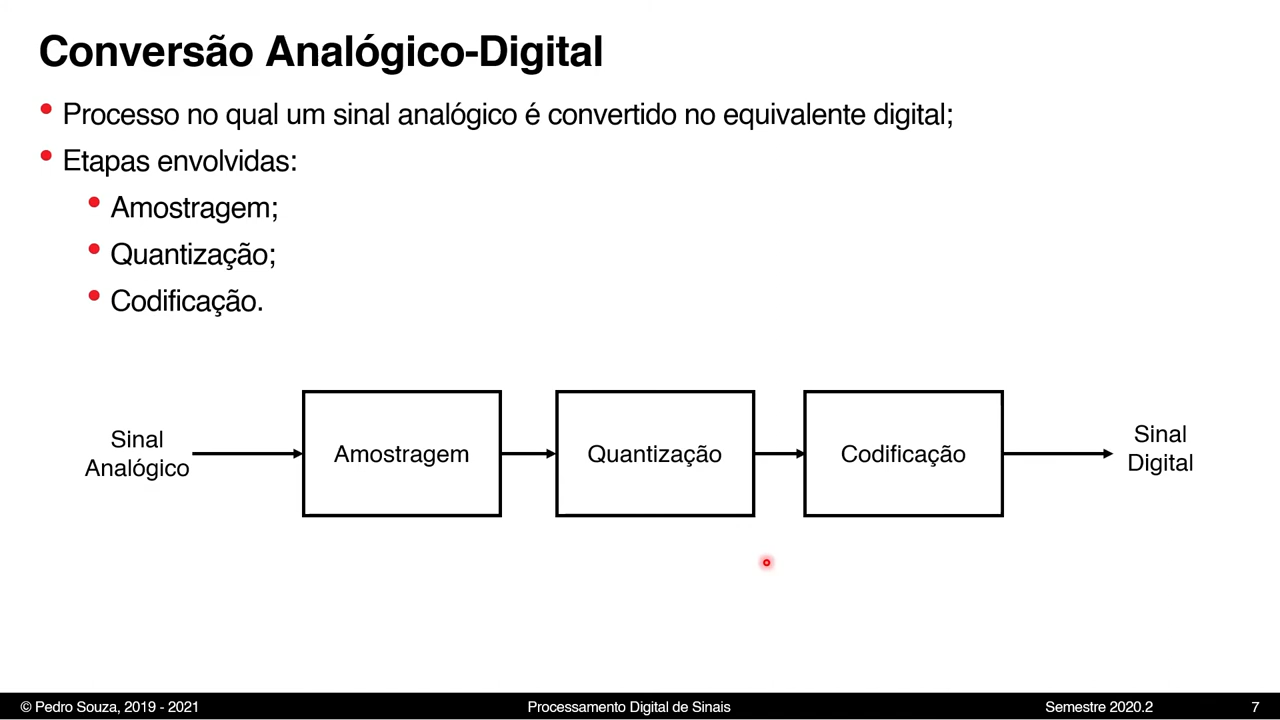 Conversão Analógico-Digital
• Processo no qual um sinal analógico é convertido no equivalente digital;
• Etapas envolvidas:
• Amostragem;
• Quantização;
• Codificação.
Sinal
Analógico
Amostragem
Quantização
Codificação
Sinal
Digital
© Pedro Souza, 2019 - 2021
Processamento Digital de Sinais
Semestre 2020.2
7